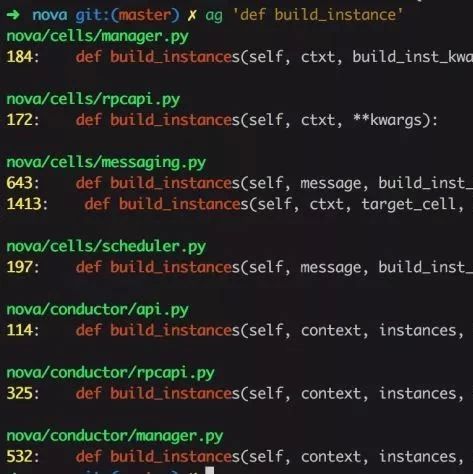 ➜ nova git:(master) ✗ ag 'def build_instance'
nova/cells/manager.py
184: def build_instances(self, ctxt, build_inst_kwa
nova/cells/rpcapi.py
172: def build_instances(self, ctxt, **kwargs):
nova/cells/messaging.py
643: def build_instances(self, message, build_inst_
1413: def build_instances(self, ctxt, target_cell,
nova/cells/scheduler.py
197: def build_instances(self, message, build_inst_
nova/conductor/api.py
114: def build_instances(self, context, instances,
nova/conductor/rpcapi.py
325: def build_instances(self, context, instances,
nova/conductor/manager.py
532: def build_instances(self, context, instances,